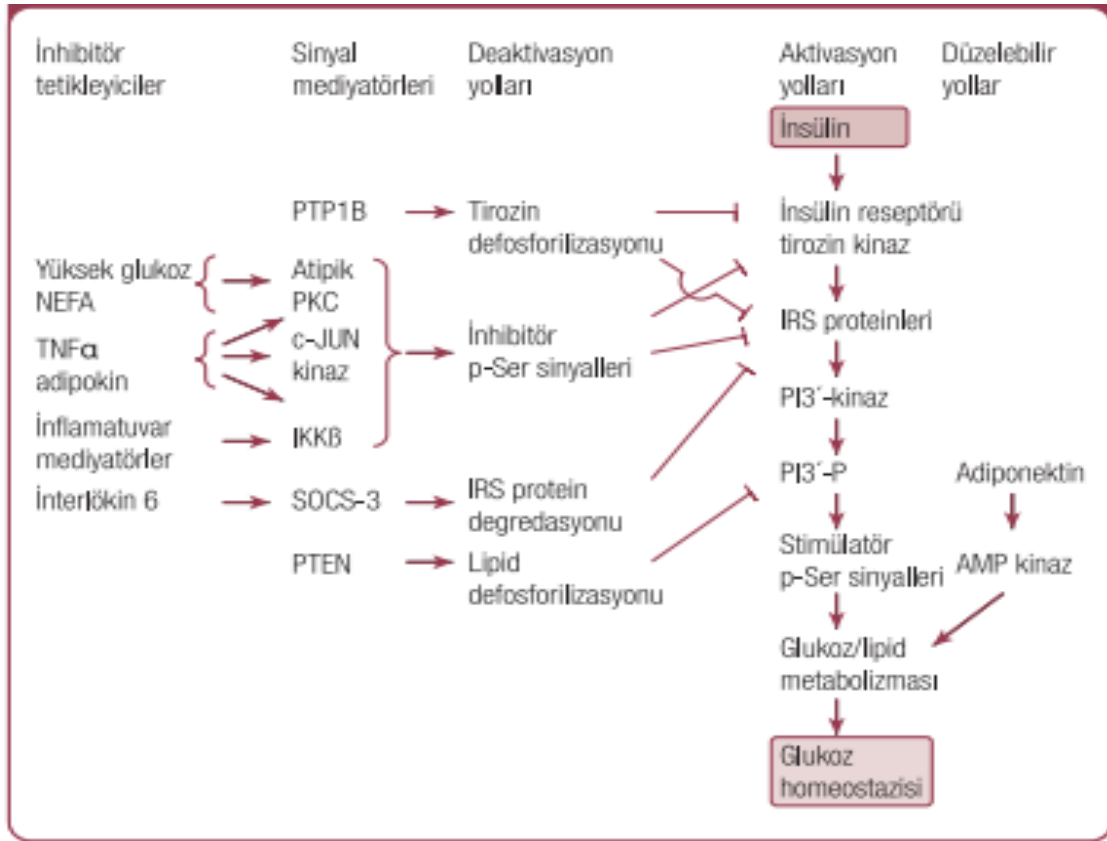 İnhibitör
tetikleyiciler
Sinyal
mediyatörleri
Deaktivasyon
yolları
Aktivasyon
yolları
Düzelebilir
yollar
İnsülin
PTP1B
Tirozin
defosforilizasyonu
İnsülin reseptörü
tirozin kinaz
Yüksek glukoz
NEFA
Atipik
PKC
IRS proteinleri
TNFα
adipokin
c-JUN
kinaz
İnhibitör
p-Ser sinyalleri
PI3´-kinaz
İnflamatuvar
mediyatörler
IKKß
İnterlökin 6
SOCS-3
IRS protein
degredasyonu
PI3´-P
Adiponektin
PTEN
Lipid
defosforilizasyonu
Stimülatör
p-Ser sinyalleri
AMP kinaz
Glukoz/lipid
metabolizması
Glukoz
homeostazisi